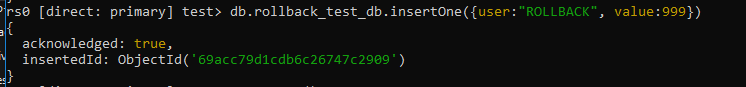 rs0 [direct: primary] test> db.rollback_test_db.insertOne({user:"ROLLBACK", value:999})
{
  acknowledged: true,
  insertedId: ObjectId('69acc79d1cdb6c26747c2909')
}